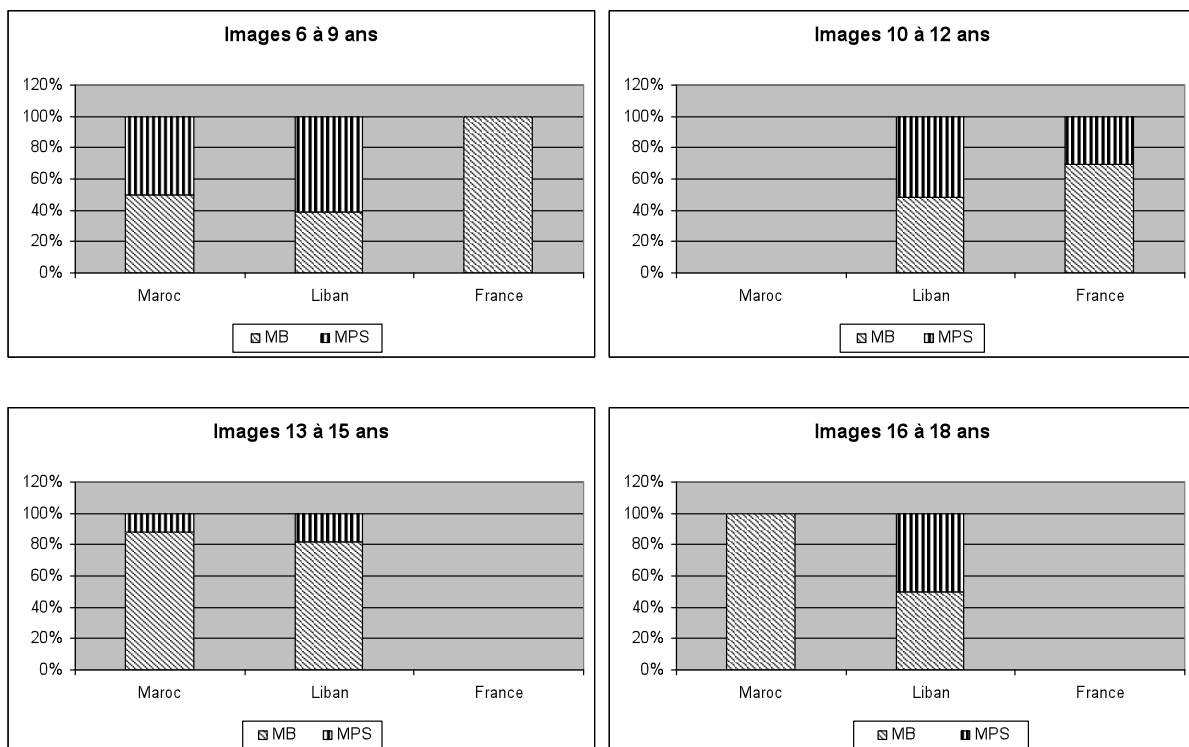 Images 6 à 9 ans
120%
100%
80%
60%
40%
20%
0%
Maroc Liban France
MB MPS
Images 10 à 12 ans
120%
100%
80%
60%
40%
20%
0%
Maroc Liban France
MB MPS
Images 13 à 15 ans
120%
100%
80%
60%
40%
20%
0%
Maroc Liban France
MB MPS
Images 16 à 18 ans
120%
100%
80%
60%
40%
20%
0%
Maroc Liban France
MB MPS